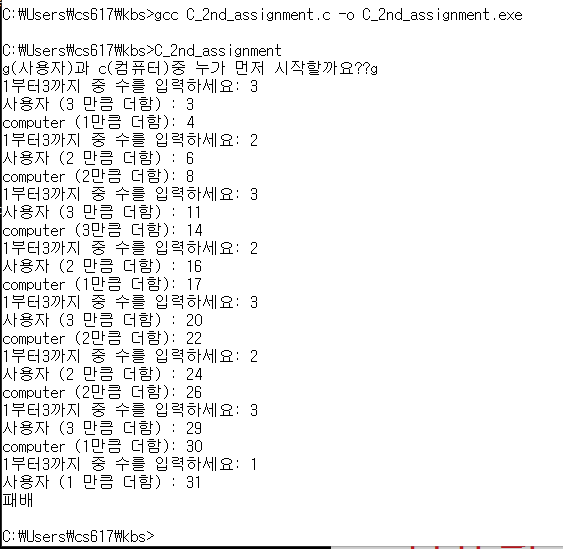 C:\Users\cs617\kbs>gcc C_2nd_assignment.c -o C_2nd_assignment.exe
C:\Users\cs617\kbs>C_2nd_assignment
g(사용자)과 c(컴퓨터)중 누가 먼저 시작할까요??g
1부터3까지 중 수를 입력하세요: 3
사용자 (3 만큼 더함) : 3
computer (1만큼 더함): 4
1부터3까지 중 수를 입력하세요: 2
사용자 (2 만큼 더함) : 6
computer (2만큼 더함): 8
1부터3까지 중 수를 입력하세요: 3
사용자 (3 만큼 더함) : 11
computer (3만큼 더함): 14
1부터3까지 중 수를 입력하세요: 2
사용자 (2 만큼 더함) : 16
computer (1만큼 더함): 17
1부터3까지 중 수를 입력하세요: 3
사용자 (3 만큼 더함) : 20
computer (2만큼 더함): 22
1부터3까지 중 수를 입력하세요: 2
사용자 (2 만큼 더함) : 24
computer (2만큼 더함): 26
1부터3까지 중 수를 입력하세요: 3
사용자 (3 만큼 더함) : 29
computer (1만큼 더함): 30
1부터3까지 중 수를 입력하세요: 1
사용자 (1 만큼 더함) : 31
패배
C:\Users\cs617\kbs>